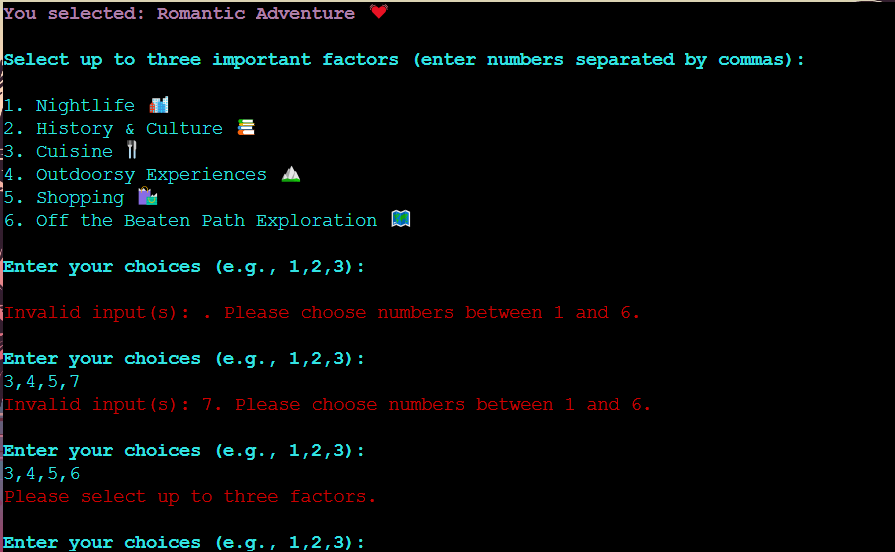 You selected: Romantic Adventure
Select up to three important factors (enter numbers separated by commas):
1. Nightlife
2. History & Culture
3. Cuisine
4. Outdoorsy Experiences
5. Shopping
6. Off the Beaten Path Exploration
Enter your choices (e.g., 1,2,3):
Invalid input(s): . Please choose numbers between 1 and 6.
Enter your choices (e.g., 1,2,3):
3,4,5,7
Invalid input(s): 7. Please choose numbers between 1 and 6.
Enter your choices (e.g., 1,2,3):
3,4,5,6
Please select up to three factors.
Enter your choices (e.g., 1,2,3):